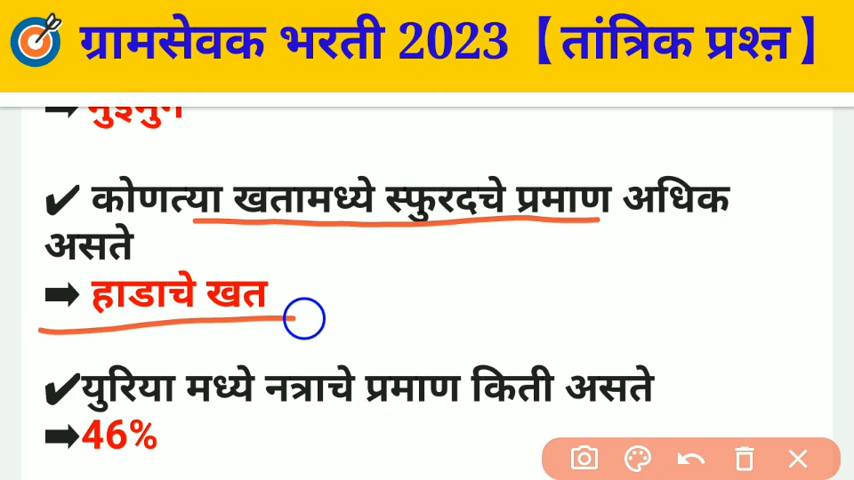 ग्रामसेवक भरती 2023【तांत्रिक प्रश्ऩ】
✔ कोणत्या खतामध्ये स्फुरदचे प्रमाण अधिक
असते
➡ हाडाचे खत
✔युरिया मध्ये नत्राचे प्रमाण किती असते
➡46%